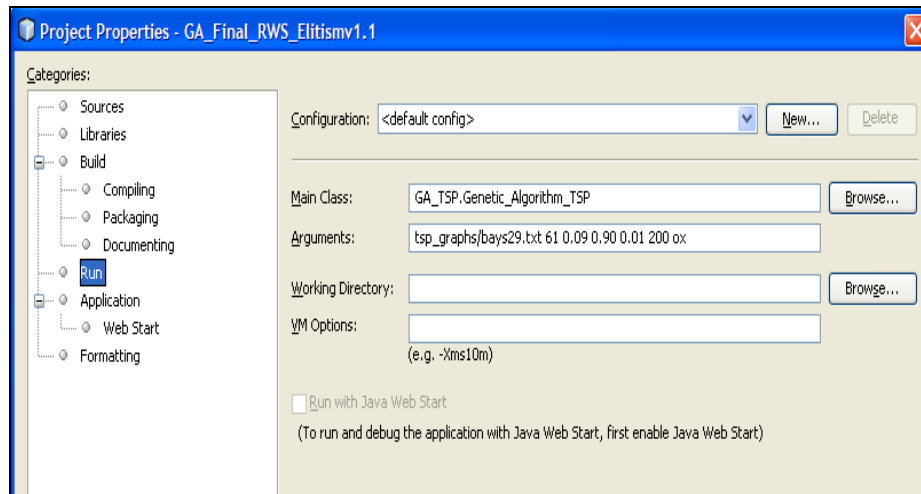 Project Properties - GA_Final_RWS_Elitismv1.1
Categories:
Sources
Libraries
Build
Compiling
Packaging
Documenting
Run
Application
Web Start
Formatting
Configuration: <default config> New... Delete
Main Class: GA_TSP.Genetic_Algorithm_TSP Browse...
Arguments: tsp_graphs/bays29.txt 61 0.09 0.90 0.01 200 ox
Working Directory: Browse...
VM Options:
(e.g. -Xms10m)
Run with Java Web Start
(To run and debug the application with Java Web Start, first enable Java Web Start)